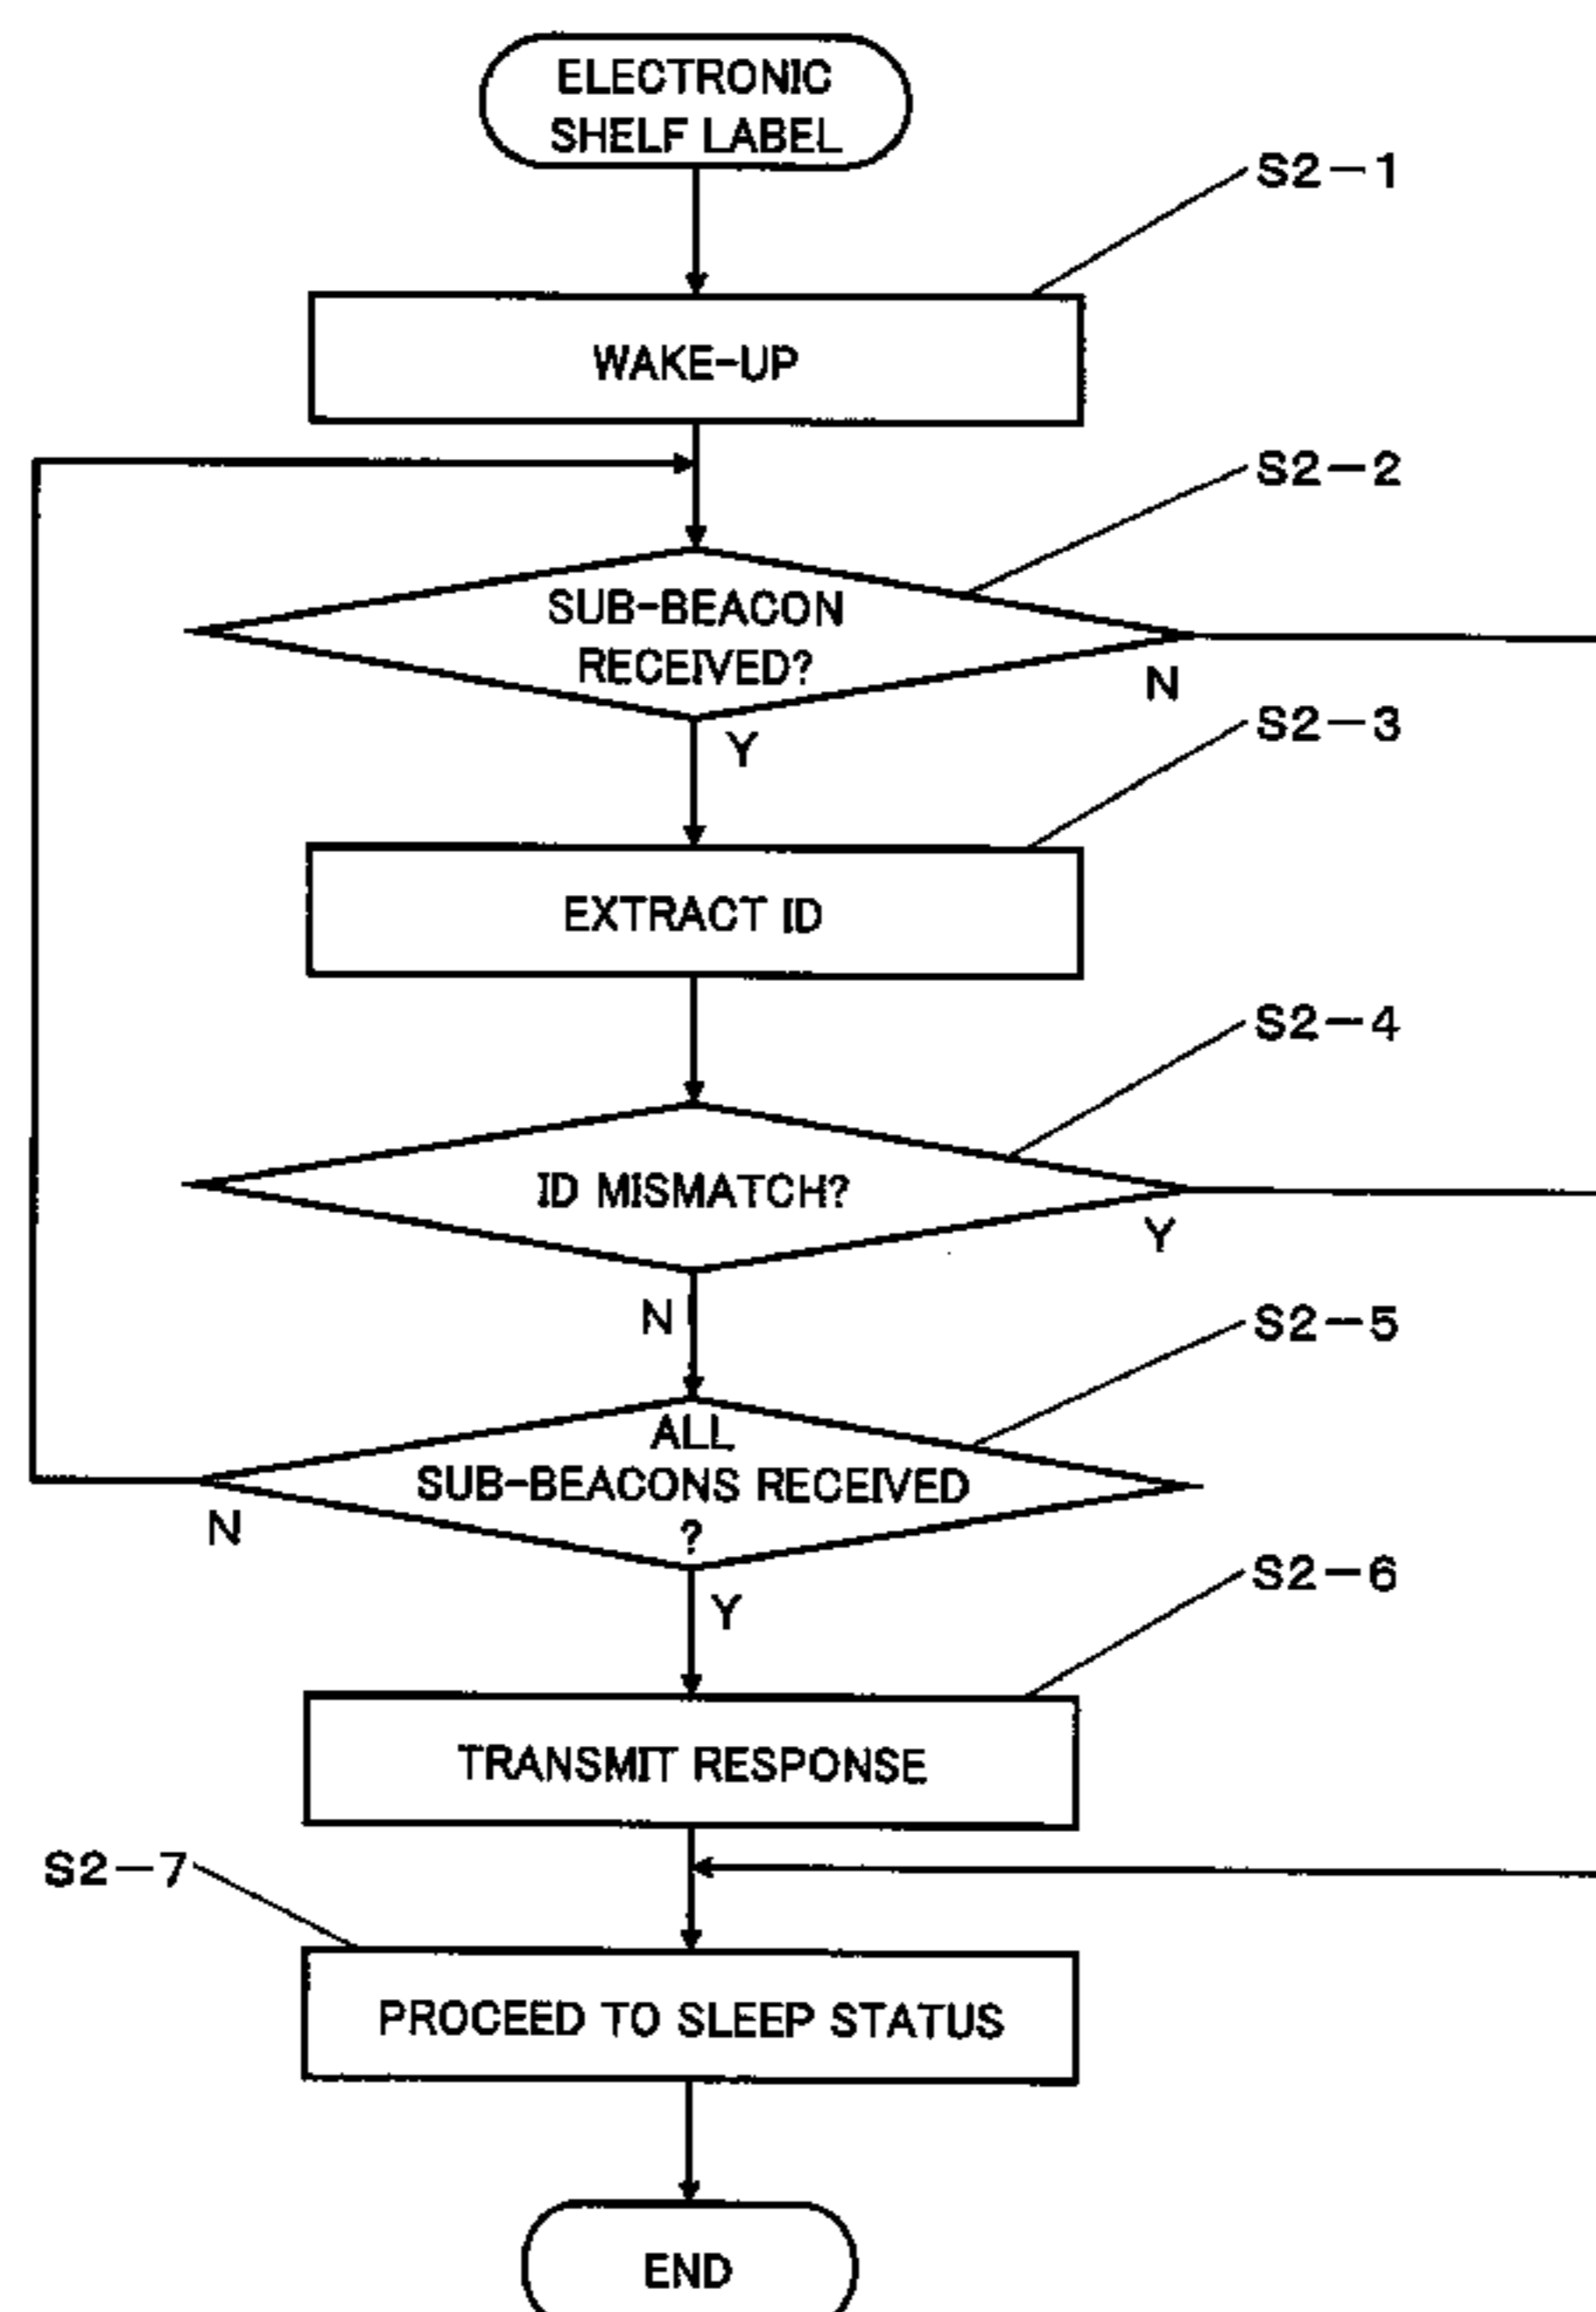 ELECTRONIC
SHELF LABEL
S2-1
WAKE-UP
S2-2
SUB-BEACON
RECEIVED?
N
Y
S2-3
EXTRACT ID
S2-4
ID MISMATCH?
Y
N
S2-5
ALL
SUB-BEACONS RECEIVED
?
N
Y
S2-6
TRANSMIT RESPONSE
S2-7
PROCEED TO SLEEP STATUS
END